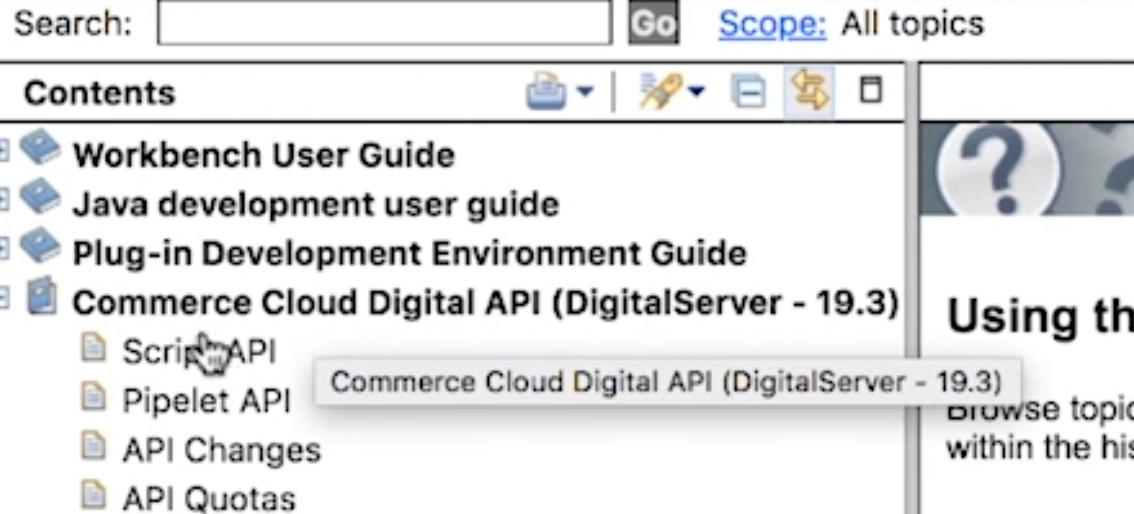 Search: Go Scope: All topics
Contents
Workbench User Guide
Java development user guide
Plug-in Development Environment Guide
Commerce Cloud Digital API (DigitalServer - 19.3)
Script API
Commerce Cloud Digital API (DigitalServer - 19.3)
Pipelet API
API Changes
API Quotas
Using th
Browse topic
within the his